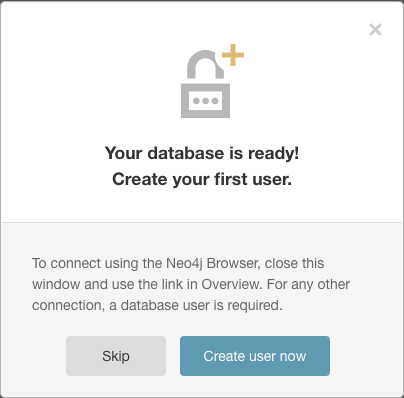 Your database is ready!
Create your first user.
To connect using the Neo4j Browser, close this
window and use the link in Overview. For any other
connection, a database user is required.
Skip
Create user now